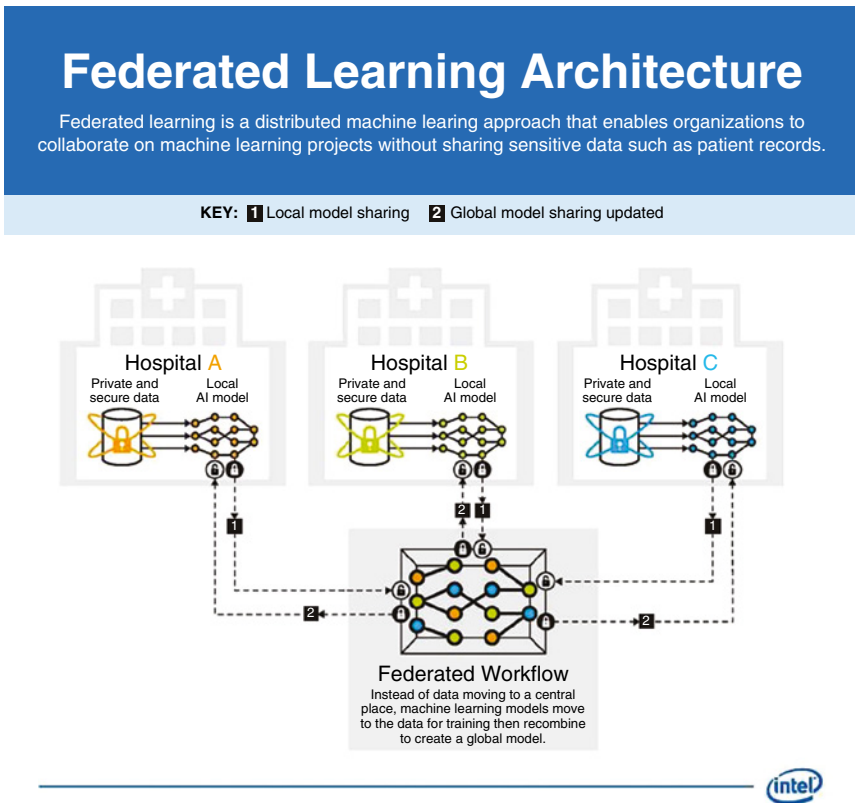 Federated Learning Architecture
Federated learning is a distributed machine learing approach that enables organizations to
collaborate on machine learning projects without sharing sensitive data such as patient records.
KEY: 1 Local model sharing 2 Global model sharing updated
Hospital A
Private and
secure data
Local
AI model
Hospital B
Private and
secure data
Local
AI model
Hospital C
Private and
secure data
Local
AI model
1
2
2
1
1
2
Federated Workflow
Instead of data moving to a central
place, machine learning models move
to the data for training then recombine
to create a global model.
intel